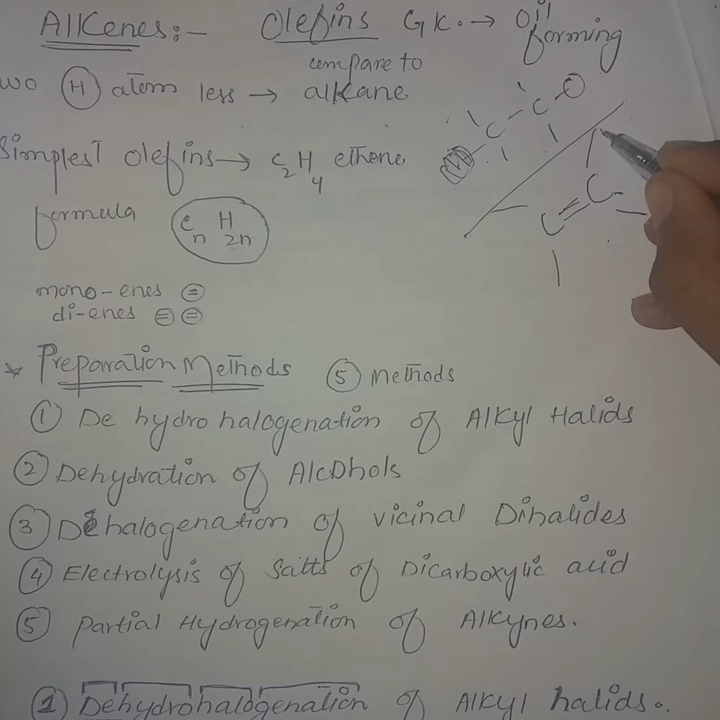 Alkenes:- Olefins GK. → Oil forming
wo H atom less → compare to alkane
Simplest Olefins → C2H4 ethene
formula CnH2n
mono-enes =
di-enes = =
* Preparation Methods 5 Methods
1 De hydro halogenation of Alkyl Halids
2 Dehydration of Alcohols
3 Dehalogenation of vicinal Dihalides
4 Electrolysis of Saltts of Dicarboxylic acid
5 Partial Hydrogenation of Alkynes.
1 Dehydrohalogenation of Alkyl halids..
C - C
C = C